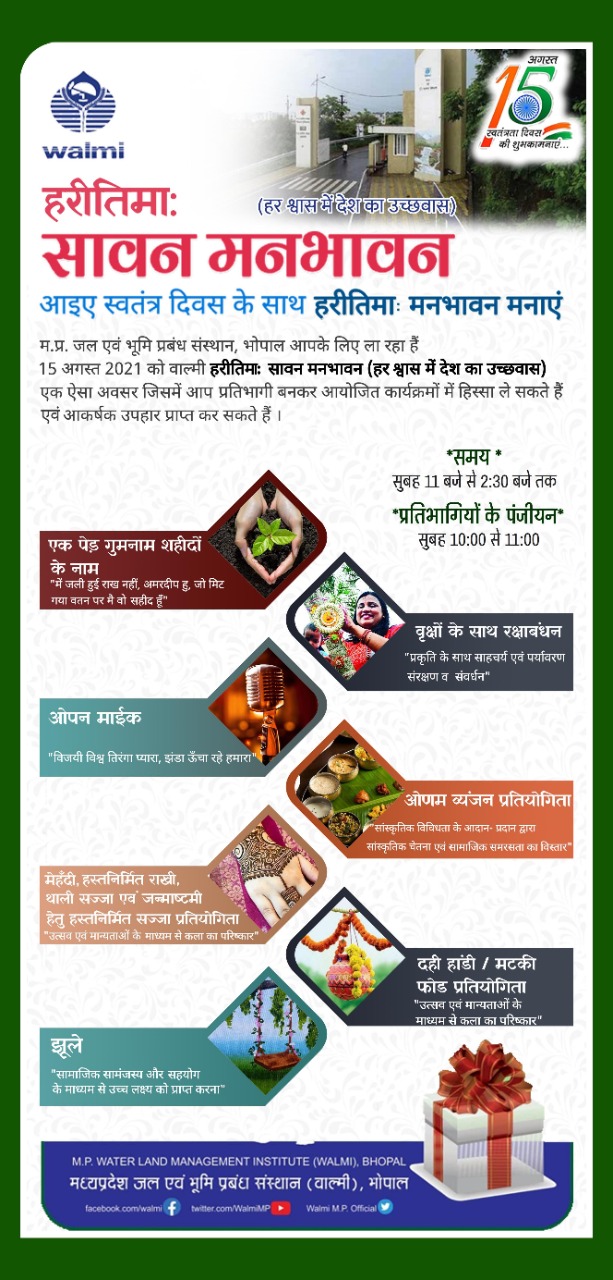 walmi
अगस्त
15
स्वतंत्रता दिवस
की शुभकामनाएं...
हरीतिमा:
(हर श्वास में देश का उच्छवास)
सावन मनभावन
आइए स्वतंत्र दिवस के साथ हरीतिमाः मनभावन मनाएं
म.प्र. जल एवं भूमि प्रबंध संस्थान, भोपाल आपके लिए ला रहा हैं
15 अगस्त 2021 को वाल्मी हरीतिमाः सावन मनभावन (हर श्वास में देश का उच्छवास)
एक ऐसा अवसर जिसमें आप प्रतिभागी बनकर आयोजित कार्यक्रमों में हिस्सा ले सकते हैं
एवं आकर्षक उपहार प्राप्त कर सकते हैं ।
*समय *
सुबह 11 बजे से 2:30 बजे तक
*प्रतिभागियों के पंजीयन*
सुबह 10:00 से 11:00
एक पेड़ गुमनाम शहीदों
के नाम
"में जली हुई राख नहीं, अमरदीप हु, जो मिट
गया वतन पर मै वो सहीद हूँ"
वृक्षों के साथ रक्षाबंधन
"प्रकृति के साथ साहचर्य एवं पर्यावरण
संरक्षण व संवर्धन"
ओपन माईक
"विजयी विश्व तिरंगा प्यारा, झंडा ऊँचा रहे हमारा"
ओणम व्यंजन प्रतियोगिता
"सांस्कृतिक विविधता के आदान- प्रदान द्वारा
सांस्कृतिक चेतना एवं सामाजिक समरसता का विस्तार"
मेहँदी, हस्तनिर्मित राखी,
थाली सज्जा एवं जन्माष्टमी
हेतु हस्तनिर्मित सज्जा प्रतियोगिता
"उत्सव एवं मान्यताओं के माध्यम से कला का परिष्कार"
दही हांडी / मटकी
फोड प्रतियोगिता
"उत्सव एवं मान्यताओं के
माध्यम से कला का परिष्कार"
झूले
"सामाजिक सामंजस्य और सहयोग
के माध्यम से उच्च लक्ष्य को प्राप्त करना"
M.P. WATER LAND MANAGEMENT INSTITUTE (WALMI), BHOPAL
मध्यप्रदेश जल एवं भूमि प्रबंध संस्थान (वाल्मी), भोपाल
facebook.com/walmi twitter.com/WalmiMP Walmi M.P. Official